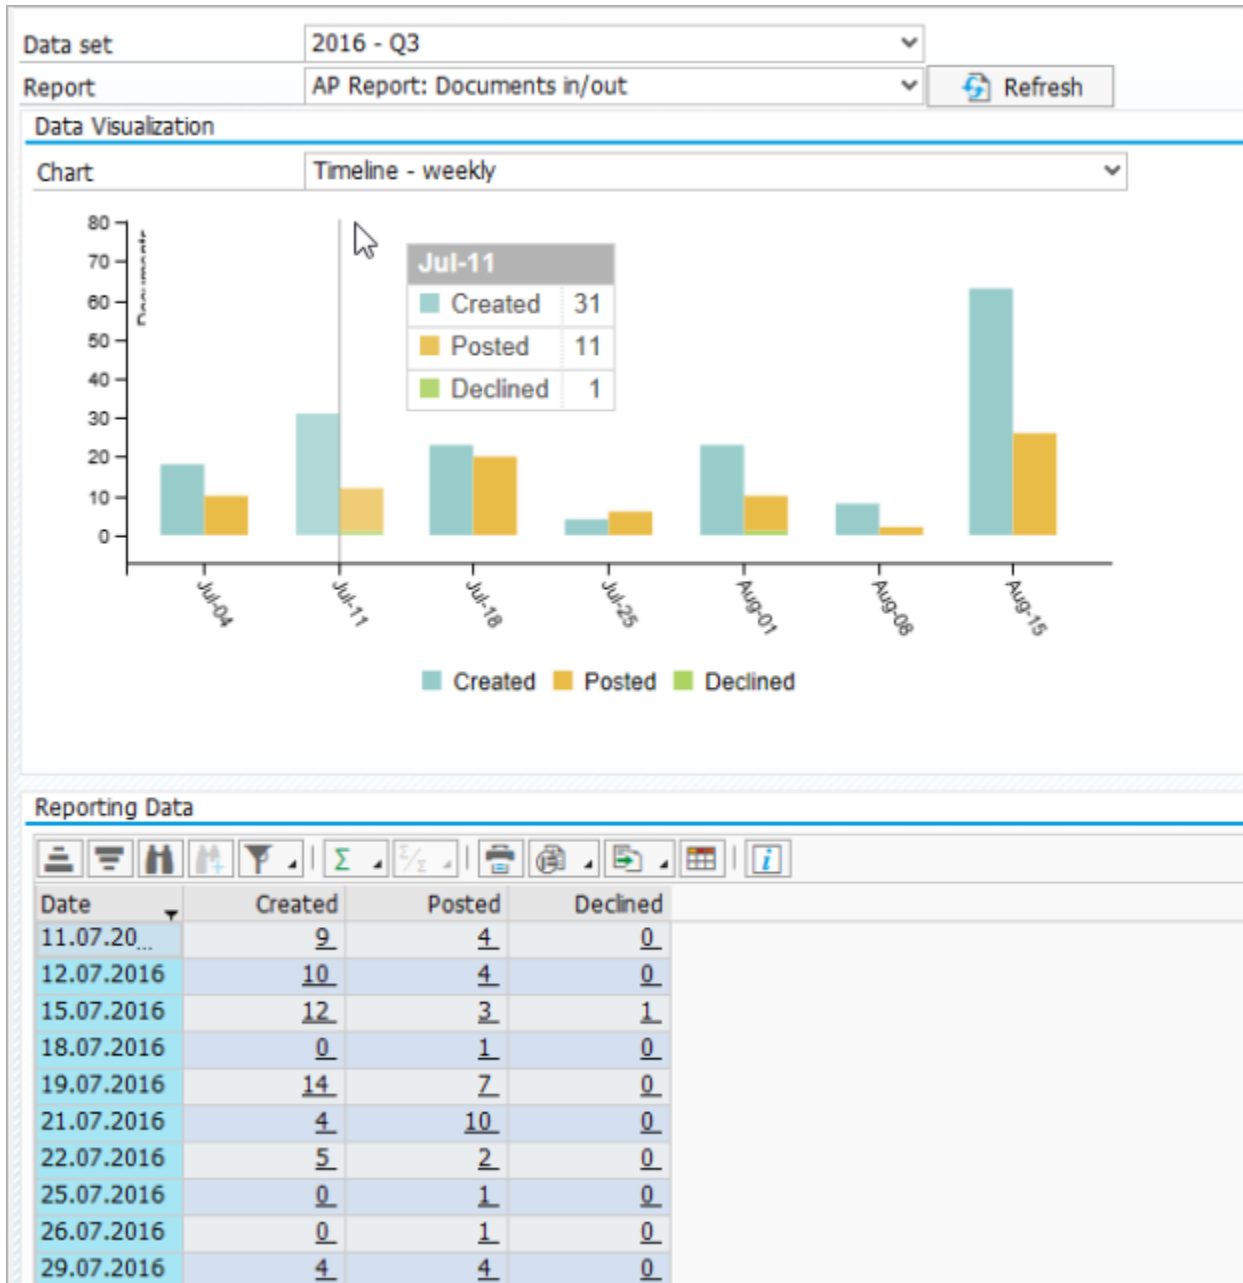 Data set 2016 - Q3
Report AP Report: Documents in/out Refresh
Data Visualization
Chart Timeline - weekly
80
70
60
50
40
30
20
10
0
Documents
Jul-11
Created 31
Posted 11
Declined 1
Jul-04 Jul-11 Jul-18 Jul-25 Aug-01 Aug-08 Aug-15
Created Posted Declined
Reporting Data
Date Created Posted Declined
11.07.20... 9 4 0
12.07.2016 10 4 0
15.07.2016 12 3 1
18.07.2016 0 1 0
19.07.2016 14 7 0
21.07.2016 4 10 0
22.07.2016 5 2 0
25.07.2016 0 1 0
26.07.2016 0 1 0
29.07.2016 4 4 0